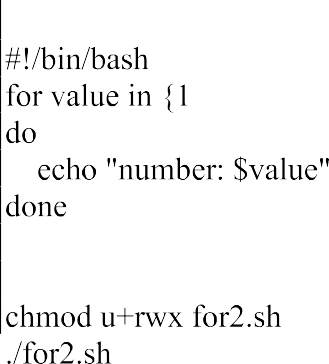 #!/bin/bash
for value in {1
do
echo "number: $value"
done
chmod u+rwx for2.sh
./for2.sh